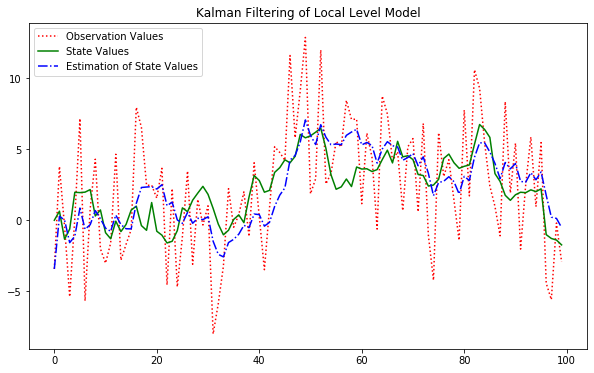 Kalman Filtering of Local Level Model
Observation Values
State Values
Estimation of State Values
10
5
0
−5
0
20
40
60
80
100